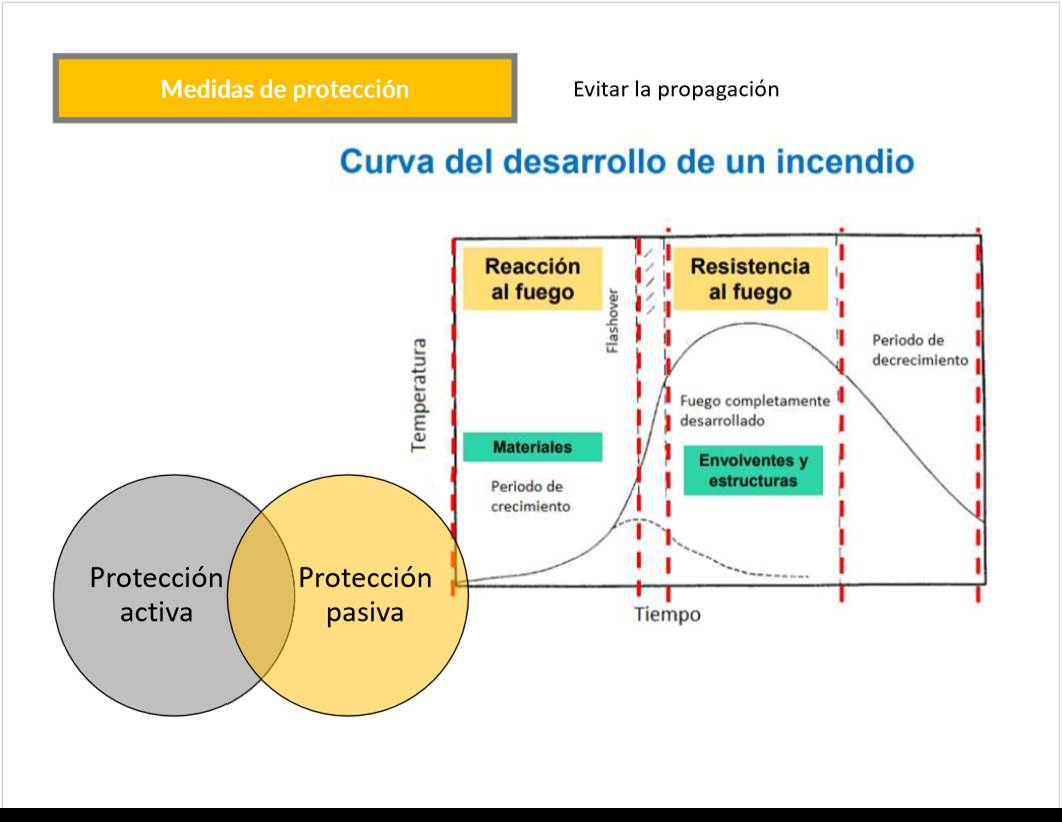 Medidas de protección
Evitar la propagación
Curva del desarrollo de un incendio
Reacción
al fuego
Flashover
Resistencia
al fuego
Periodo de
decrecimiento
Temperatura
Fuego completamente
desarrollado
Materiales
Envolventes y
estructuras
Periodo de
crecimiento
Protección
activa
Protección
pasiva
Tiempo